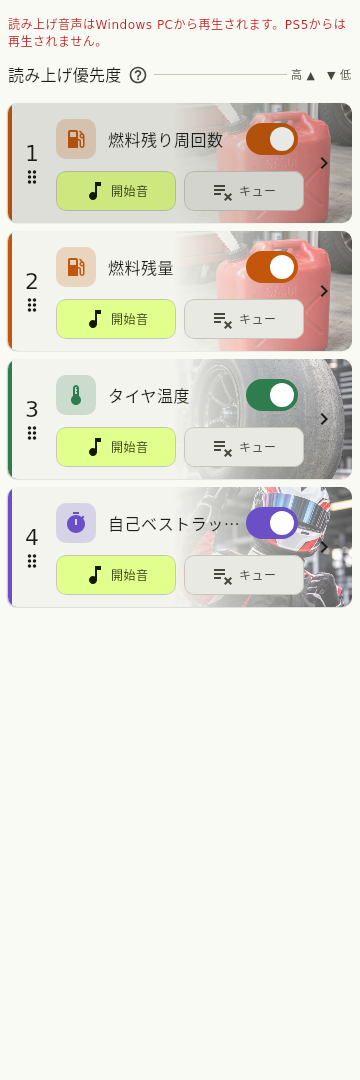 読み上げ音声はWindows PCから再生されます。PS5からは
再生されません。
読み上げ優先度 高 ▲ ▼ 低
1
燃料残り周回数
開始音 キュー
2
燃料残量
開始音 キュー
3
タイヤ温度
開始音 キュー
4
自己ベストラッ…
開始音 キュー